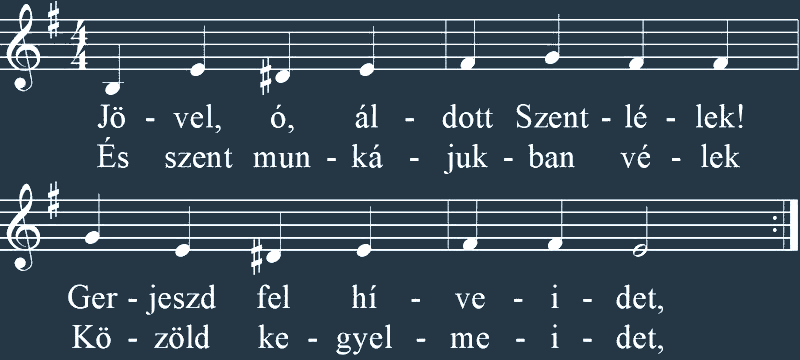 4
4
Jö - vel, ó, ál - dott Szent - lé - lek!
És szent mun - ká - juk - ban vé - lek
Ger - jeszd fel hí - ve - i - det,
Kö - zöld ke - gyel - me - i - det,